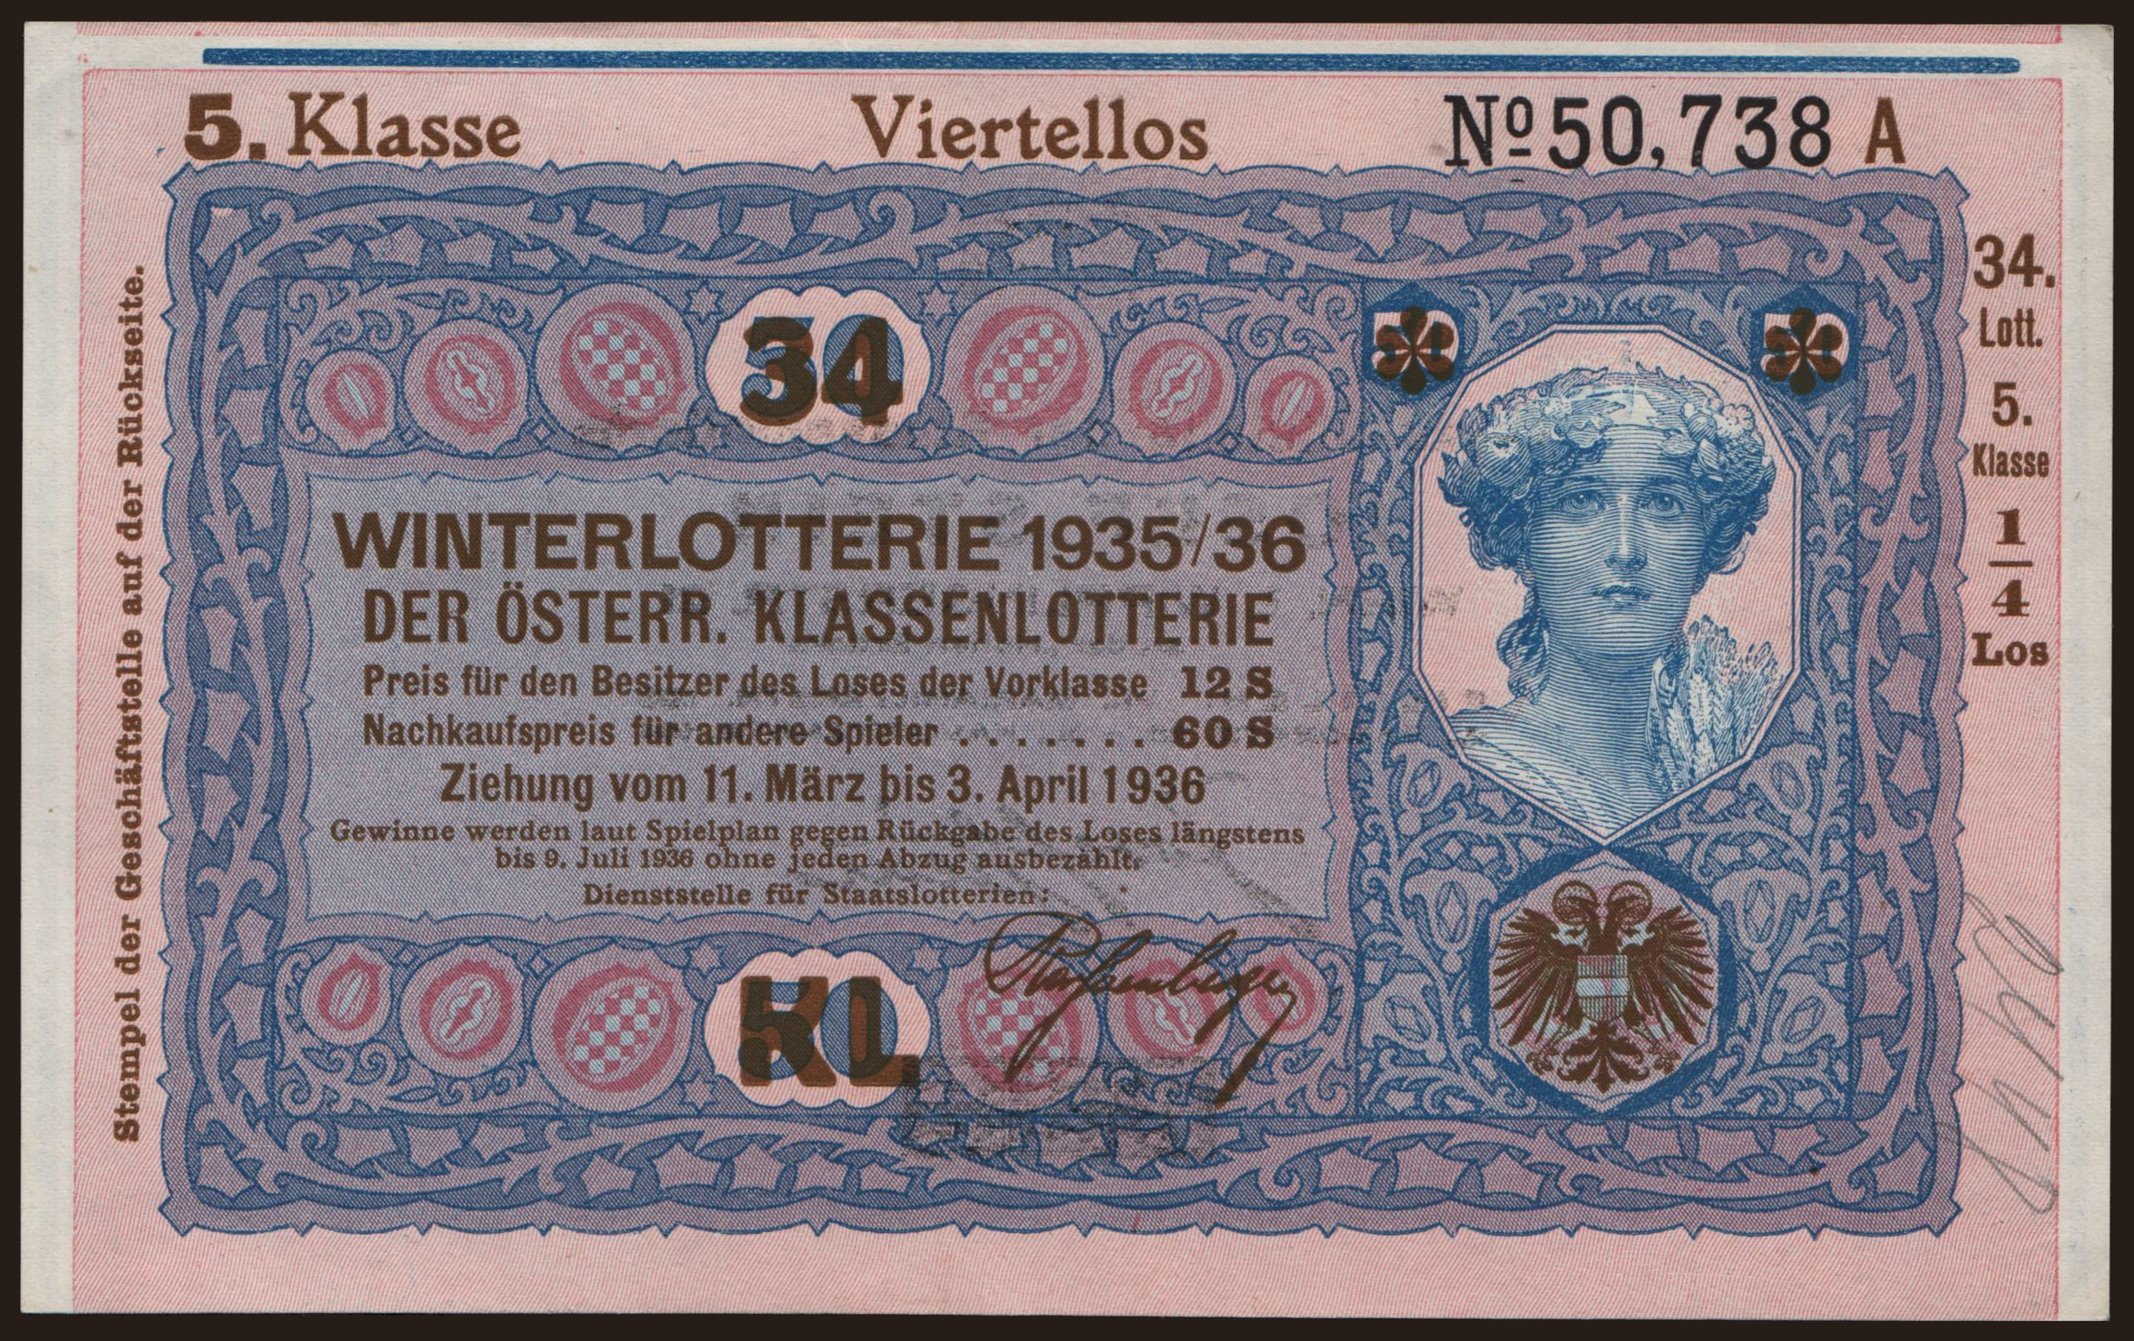 5. Klasse Viertellos Nº 50,738 A
34
50 50
34.
Lott.
5.
Klasse
1/4
Los
Stempel der Geschäftstelle auf der Rückseite.
WINTERLOTTERIE 1935/36
DER ÖSTERR. KLASSENLOTTERIE
Preis für den Besitzer des Loses der Vorklasse 12 S
Nachkaufspreis für andere Spieler . . . . . . . 60 S
Ziehung vom 11. März bis 3. April 1936
Gewinne werden laut Spielplan gegen Rückgabe des Loses längstens
bis 9. Juli 1936 ohne jeden Abzug ausbezahlt.
Dienststelle für Staatslotterien:
KL